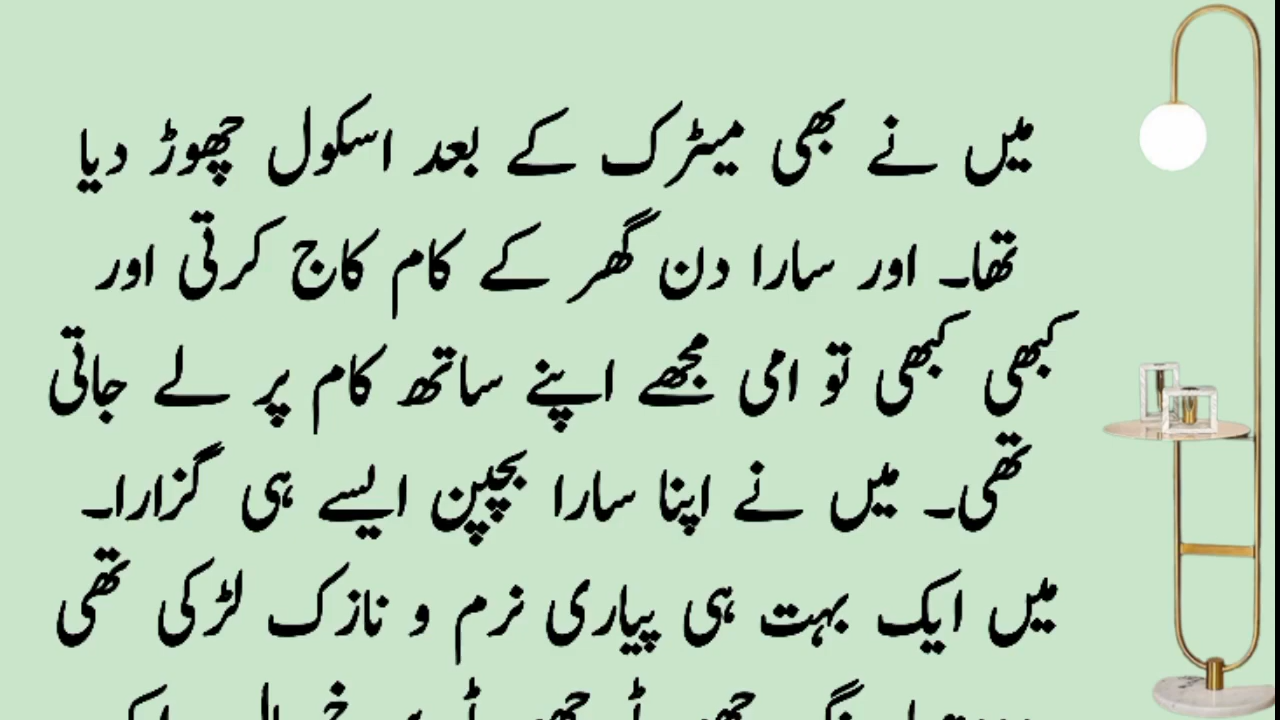 میں نے بھی میٹرک کے بعد اسکول چھوڑ دیا
تھا۔ اور سارا دن گھر کے کام کاج کرتی اور
کبھی کبھی تو امی مجھے اپنے ساتھ کام پر لے جاتی
تھی۔ میں نے اپنا سارا بچپن ایسے ہی گزارا۔
میں ایک بہت ہی پیاری نرم و نازک لڑکی تھی